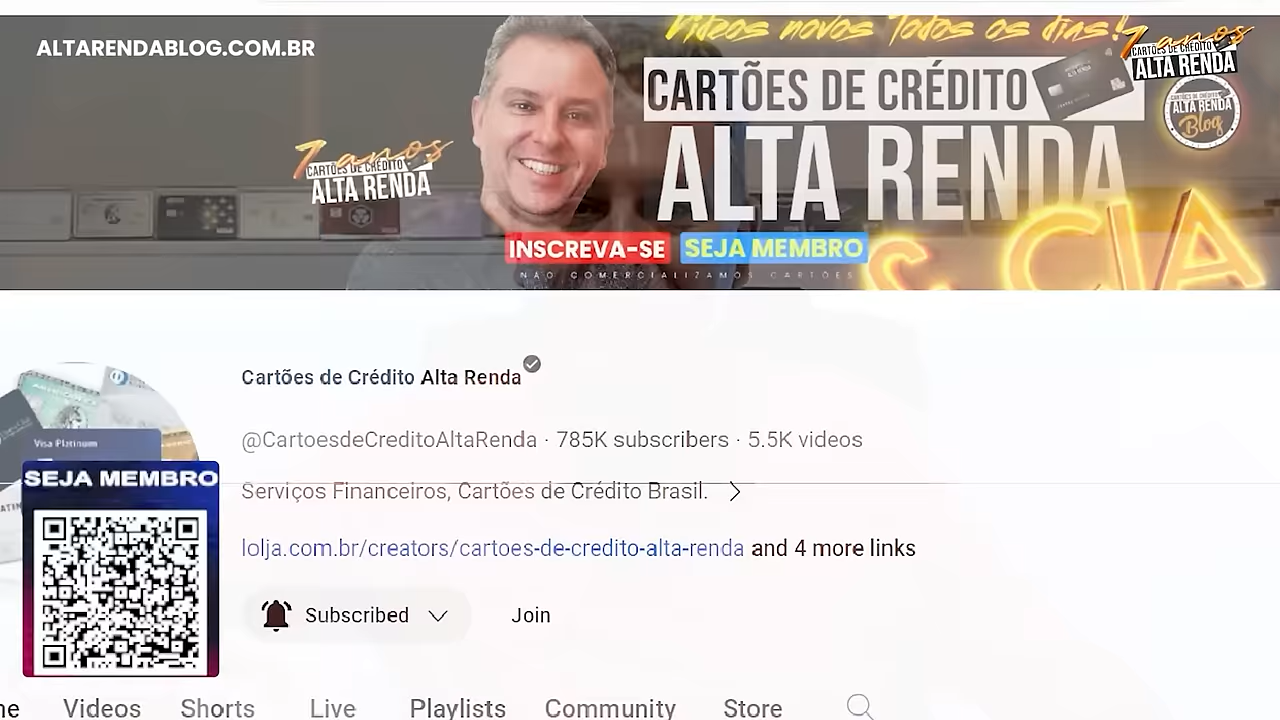 Vídeos novos Todos os dias!
ALTARENDABLOG.COM.BR
CARTÕES DE CRÉDITO
ALTA RENDA
& CIA
7 anos
CARTÕES DE CRÉDITO
ALTA RENDA
7 anos
CARTÕES DE CRÉDITO
ALTA RENDA
CARTÕES DE CRÉDITO
ALTA RENDA
Blog
INSCREVA-SE
SEJA MEMBRO
NÃO COMERCIALIZAMOS CARTÕES
Cartões de Crédito Alta Renda
@CartoesdeCreditoAltaRenda · 785K subscribers · 5.5K videos
Visa Platinum
SEJA MEMBRO
Serviços Financeiros, Cartões de Crédito Brasil.
lolja.com.br/creators/cartoes-de-credito-alta-renda and 4 more links
Subscribed
Join
Videos
Shorts
Live
Playlists
Community
Store